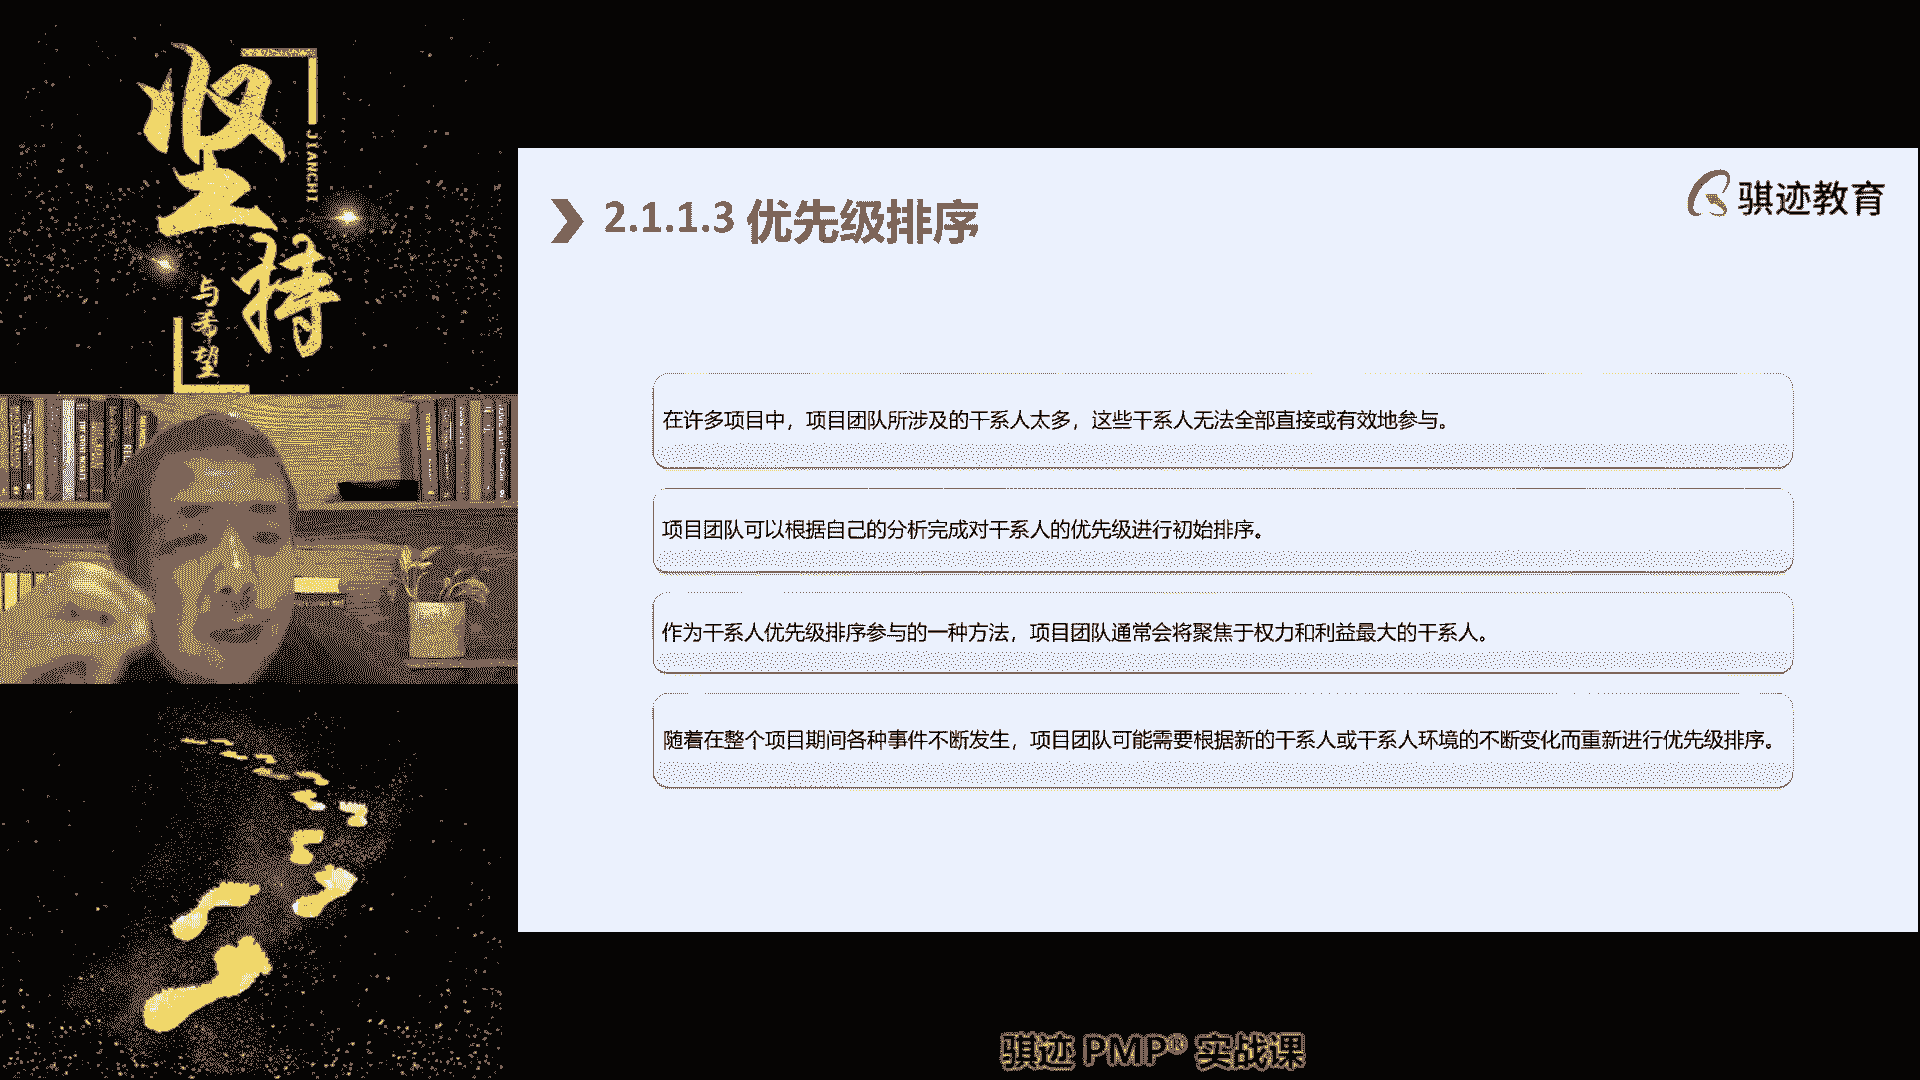 坚持
JIANCHI
与希望
2.1.1.3 优先级排序
骐迹教育
在许多项目中，项目团队所涉及的干系人太多，这些干系人无法全部直接或有效地参与。
项目团队可以根据自己的分析完成对干系人的优先级进行初始排序。
作为干系人优先级排序参与的一种方法，项目团队通常会将聚焦于权力和利益最大的干系人。
随着在整个项目期间各种事件不断发生，项目团队可能需要根据新的干系人或干系人环境的不断变化而重新进行优先级排序。
骐迹 PMP® 实战课